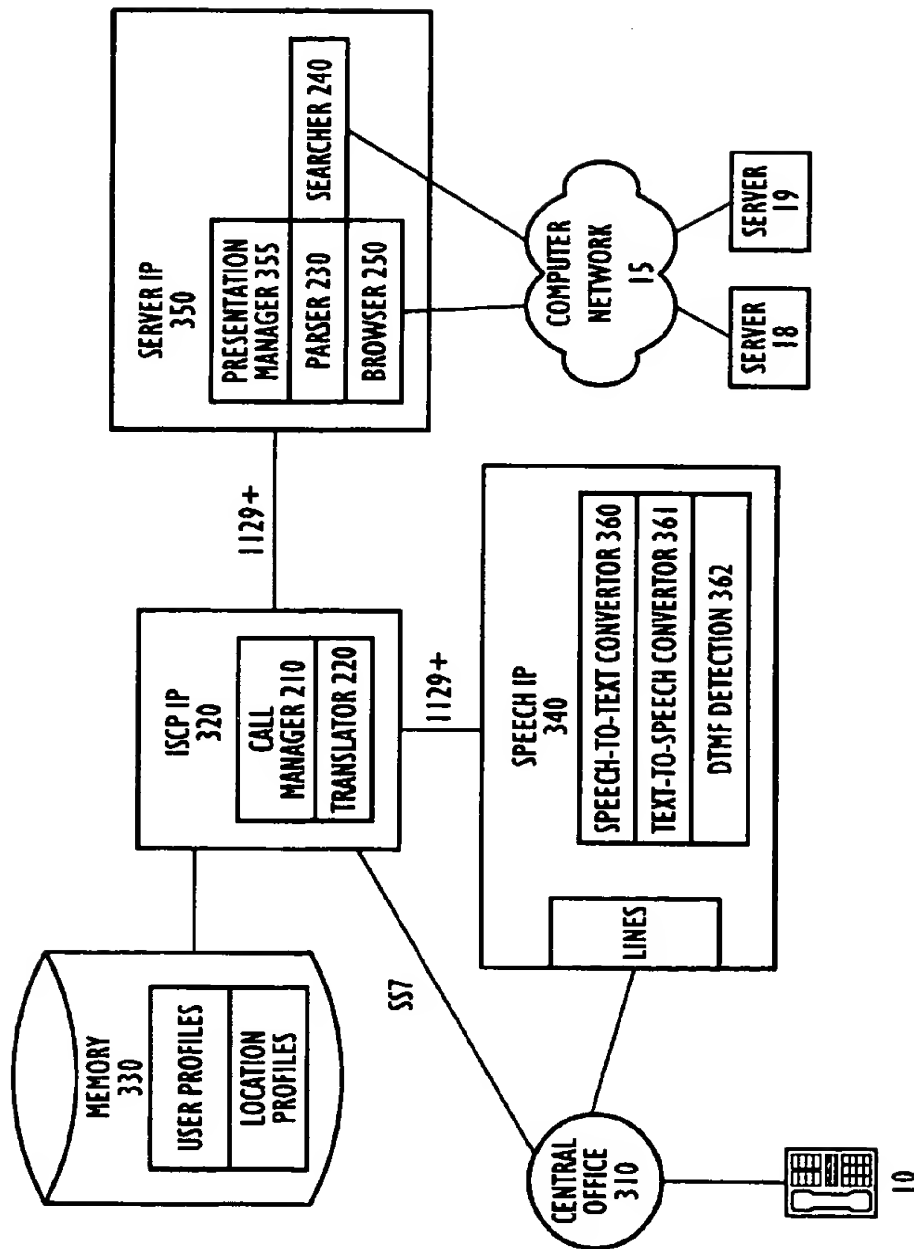 MEMORY
330
USER PROFILES
LOCATION
PROFILES
ISCP IP
320
CALL
MANAGER 210
TRANSLATOR 220
1129+
SERVER IP
350
PRESENTATION
MANAGER 355
PARSER 230
SEARCHER 240
BROWSER 250
SS7
1129+
CENTRAL
OFFICE
310
10
LINES
SPEECH IP
340
SPEECH-TO-TEXT CONVERTOR 360
TEXT-TO-SPEECH CONVERTOR 361
DTMF DETECTION 362
COMPUTER
NETWORK
15
SERVER
18
SERVER
19